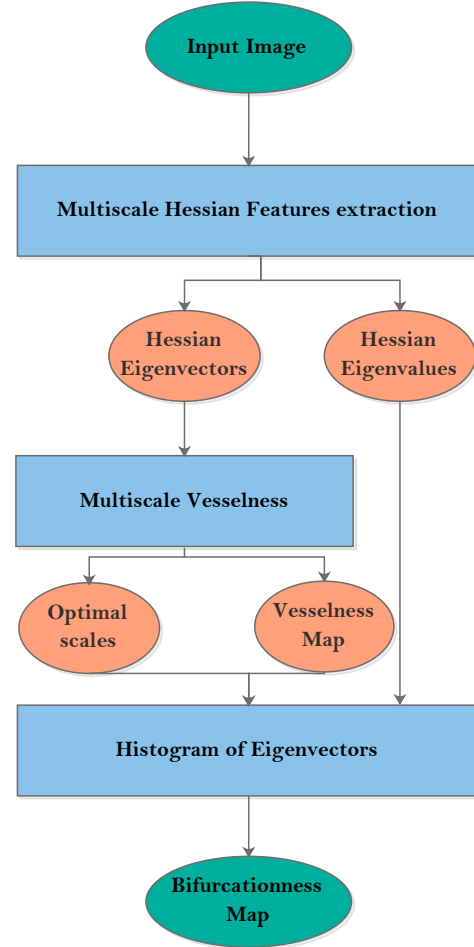 Input Image
Multiscale Hessian Features extraction
Hessian
Eigenvectors
Hessian
Eigenvalues
Multiscale Vesselness
Optimal
scales
Vesselness
Map
Histogram of Eigenvectors
Bifurcationness
Map